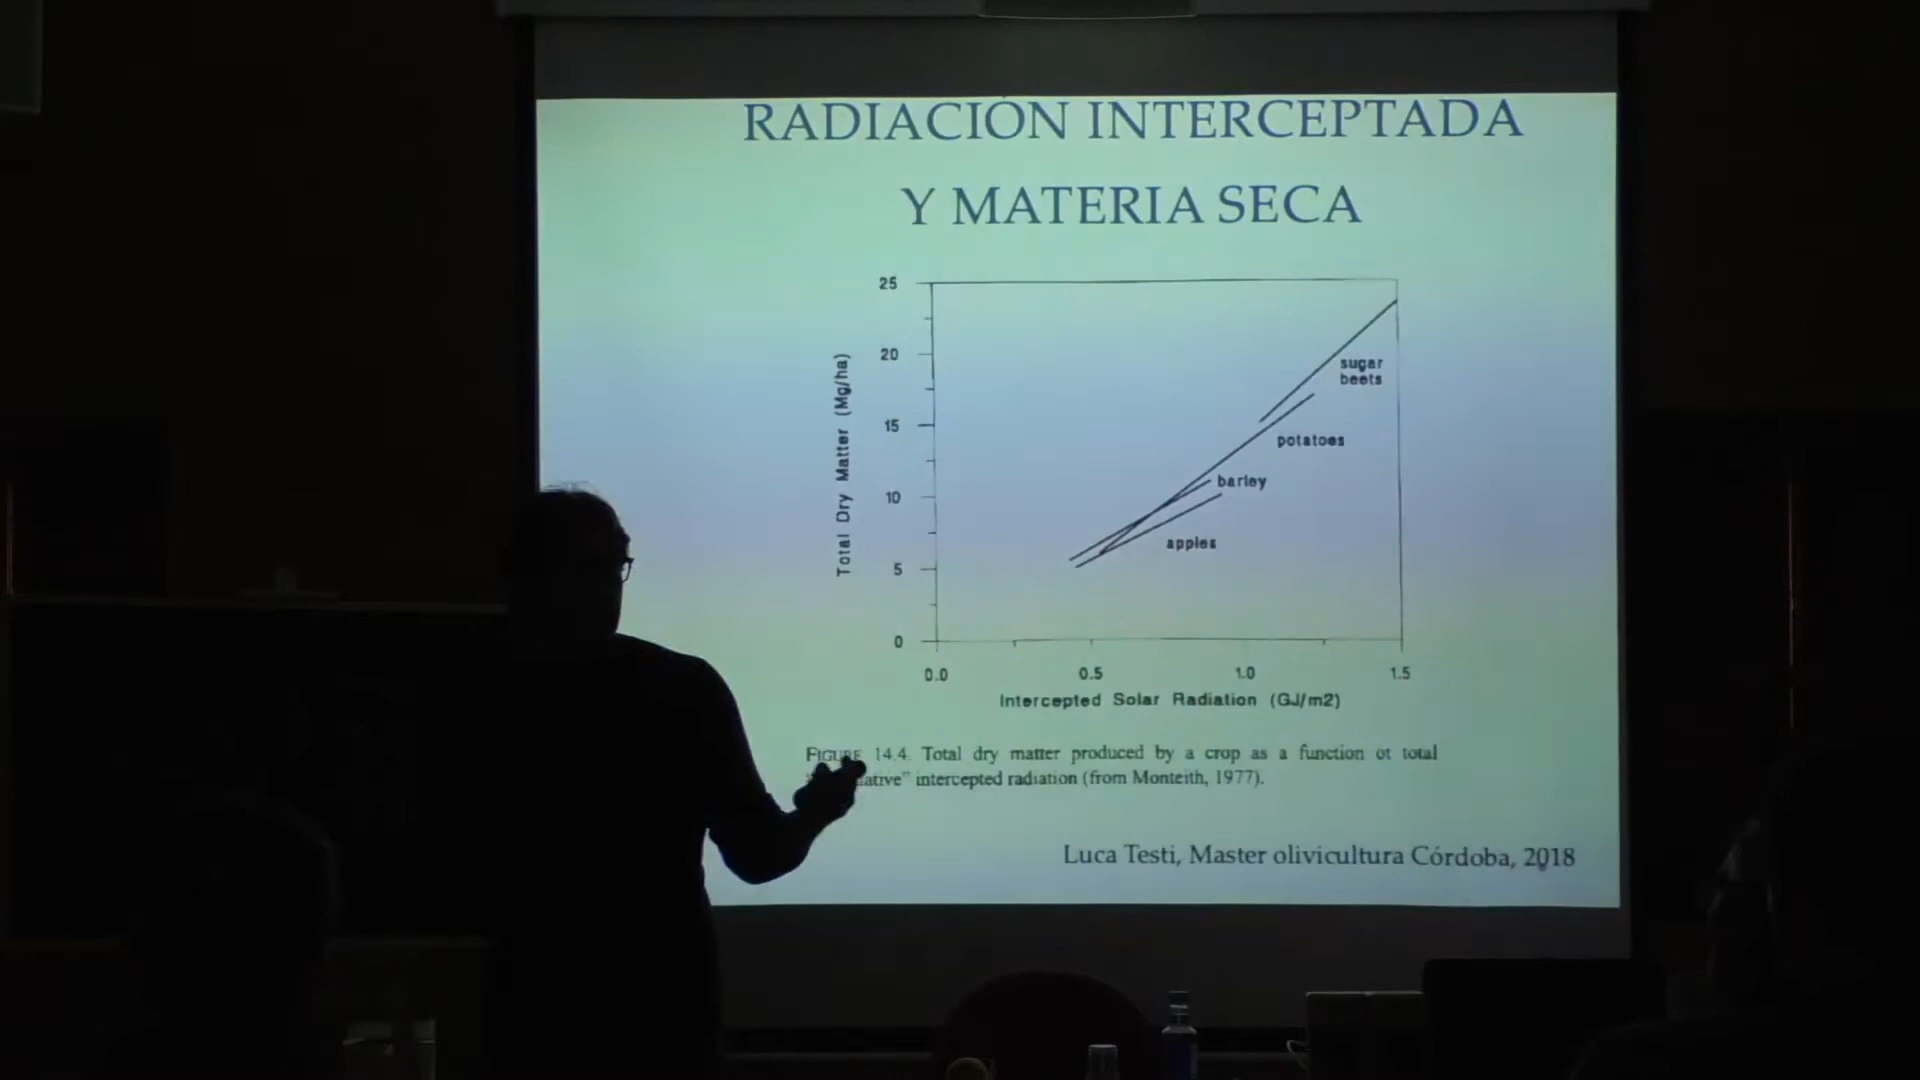 RADIACIÓN INTERCEPTADA
Y MATERIA SECA
25
20
15
10
5
0
Total Dry Matter (Mg/ha)
sugar
beets
potatoes
barley
apples
0.0 0.5 1.0 1.5
Intercepted Solar Radiation (GJ/m2)
FIGURE 14.4. Total dry matter produced by a crop as a function of total
intercepted radiation (from Monteith, 1977).
Luca Testi, Master olivicultura Córdoba, 2018